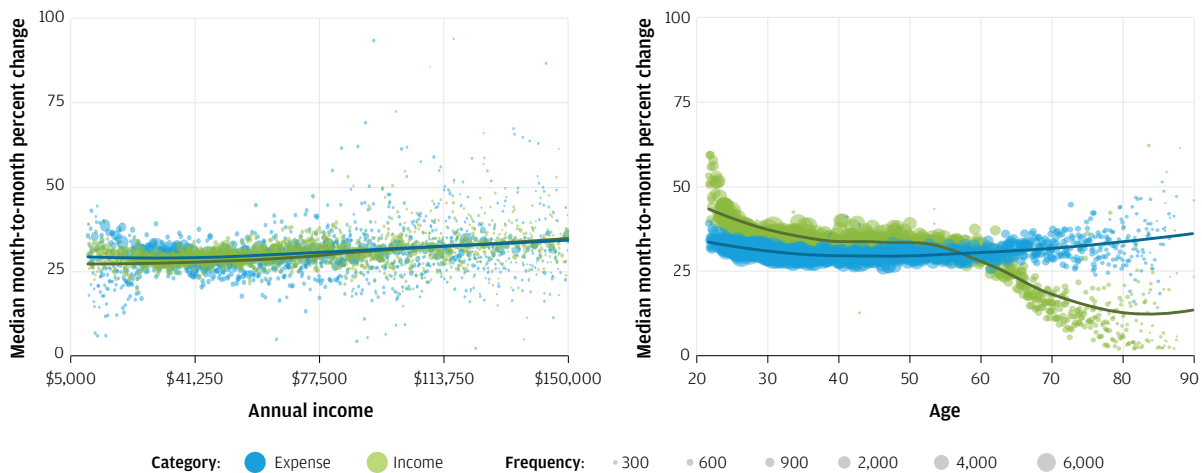 Median month-to-month percent change
100
75
50
25
0
$5,000 $41,250 $77,500 $113,750 $150,000
Annual income
Median month-to-month percent change
100
75
50
25
0
20 30 40 50 60 70 80 90
Age
Category: Expense Income Frequency: 300 600 900 2,000 4,000 6,000